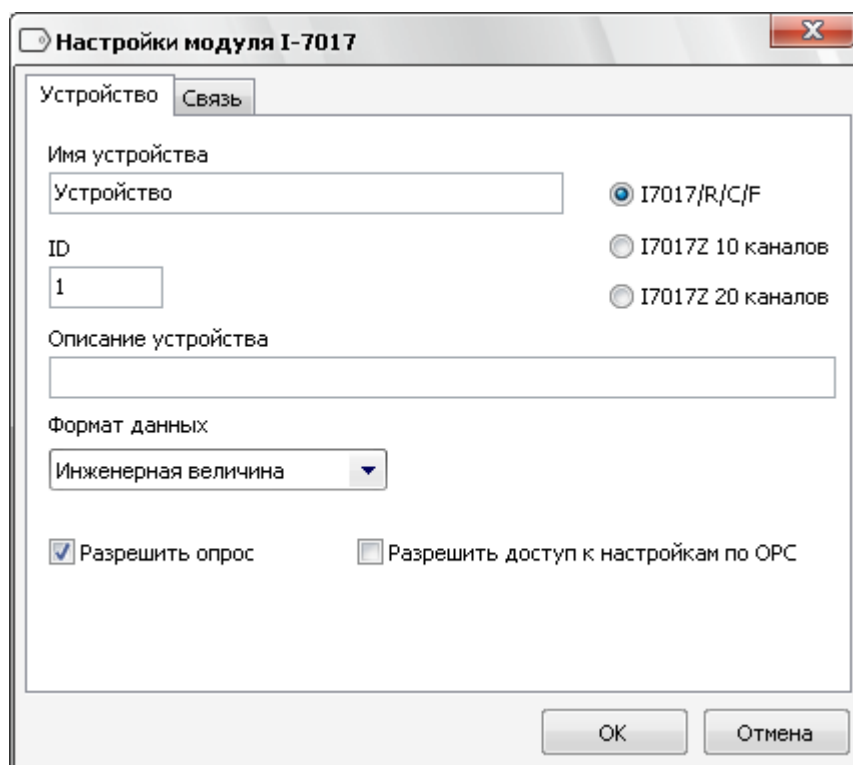 Настройки модуля I-7017
Устройство Связь
Имя устройства
Устройство
I7017/R/C/F
ID
I7017Z 10 каналов
1
I7017Z 20 каналов
Описание устройства
Формат данных
Инженерная величина
Разрешить опрос Разрешить доступ к настройкам по OPC
OK Отмена